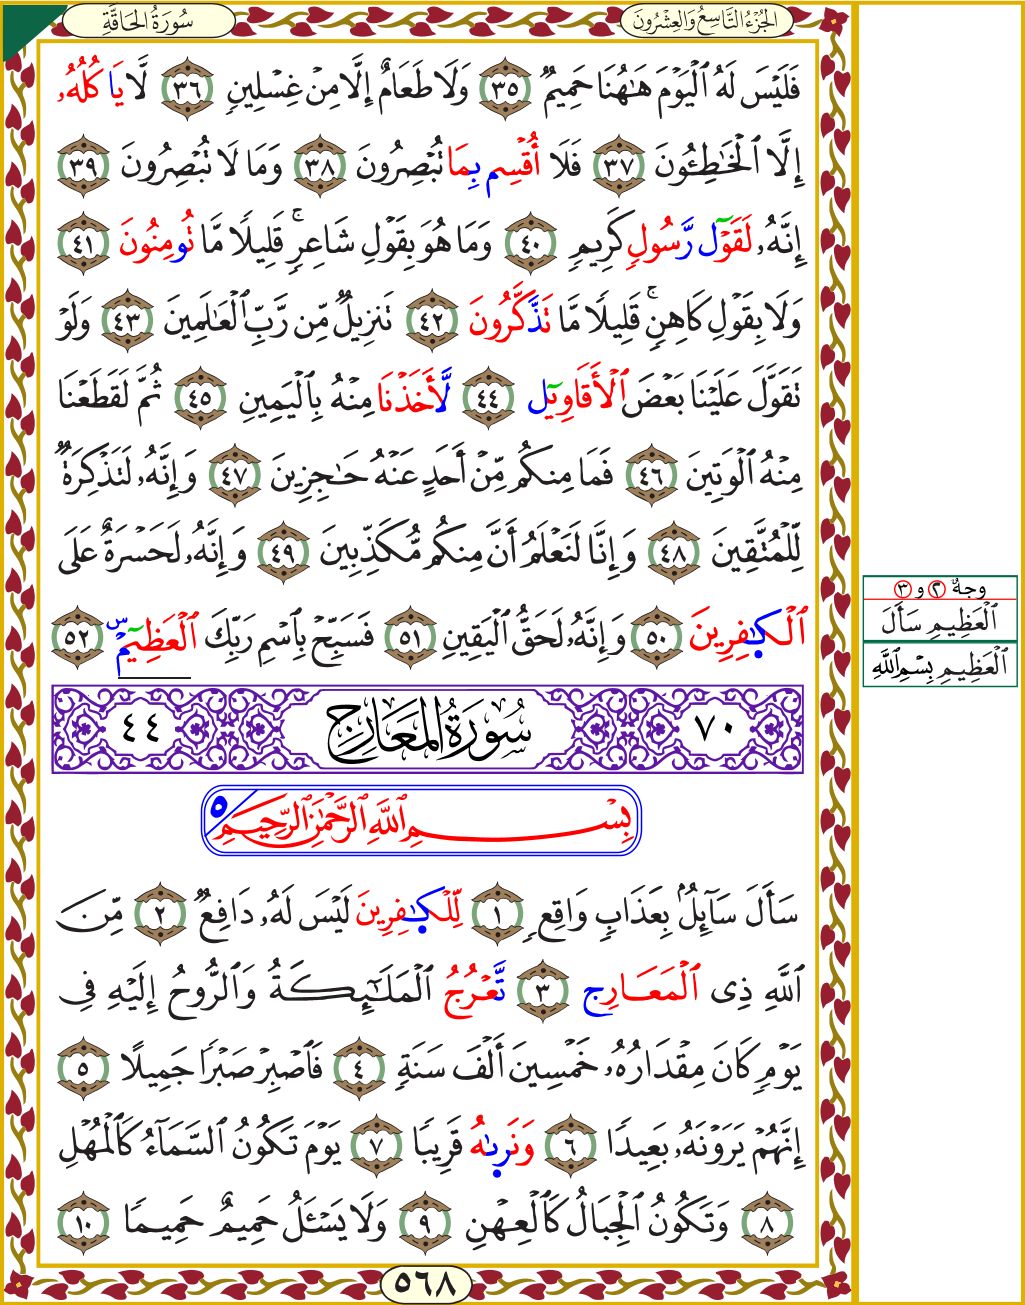 الجُزْءُ التَّاسِعُ وَالعِشْرُونَ
سُورَةُ الحَاقَّةِ
فَلَيْسَ لَهُ ٱلْيَوْمَ هَـٰهُنَا حَمِيمٌ ٣٥ وَلَا طَعَامٌ إِلَّا مِنْ غِسْلِينٍ ٣٦ لَّا يَاكُلُهُۥ
إِلَّا ٱلْخَـٰطِـُٔونَ ٣٧ فَلَا أُقْسِم بِمَا تُبْصِرُونَ ٣٨ وَمَا لَا تُبْصِرُونَ ٣٩
إِنَّهُۥ لَقَوْل رَّسُولٍ كَرِيمٍ ٤٠ وَمَا هُوَ بِقَوْلِ شَاعِرٍ ۚ قَلِيلًا مَّا تُومِنُونَ ٤١
وَلَا بِقَوْلِ كَاهِنٍ ۚ قَلِيلًا مَّا تَذَّكَّرُونَ ٤٢ تَنزِيلٌ مِّن رَّبِّ ٱلْعَـٰلَمِينَ ٤٣ وَلَوْ
تَقَوَّلَ عَلَيْنَا بَعْضَ ٱلْأَقَاوِيل ٤٤ لَّأَخَذْنَا مِنْهُ بِٱلْيَمِينِ ٤٥ ثُمَّ لَقَطَعْنَا
مِنْهُ ٱلْوَتِينَ ٤٦ فَمَا مِنكُم مِّنْ أَحَدٍ عَنْهُ حَـٰجِزِينَ ٤٧ وَإِنَّهُۥ لَتَذْكِرَةٌ
لِّلْمُتَّقِينَ ٤٨ وَإِنَّا لَنَعْلَمُ أَنَّ مِنكُم مُّكَذِّبِينَ ٤٩ وَإِنَّهُۥ لَحَسْرَةٌ عَلَى
ٱلْكَـٰفِرِينَ ٥٠ وَإِنَّهُۥ لَحَقُّ ٱلْيَقِينِ ٥١ فَسَبِّحْ بِٱسْمِ رَبِّكَ ٱلْعَظِيم ۜ ٥٢
وجهٌ ٢ و ٣
ٱلْعَظِيمِ سَأَلَ
ٱلْعَظِيمِ بِسْمِ ٱللَّهِ
٧٠ سُورَةُ المَعَارِجِ ٤٤
بِسْمِ ٱللَّهِ ٱلرَّحْمَـٰنِ ٱلرَّحِيمِ ٥
سَأَلَ سَآئِلٌۢ بِعَذَابٍ وَاقِعٍ ١ لِّلْكَـٰفِرِينَ لَيْسَ لَهُۥ دَافِعٌ ٢ مِّنَ
ٱللَّهِ ذِى ٱلْمَعَارِج ٣ تَّعْرُجُ ٱلْمَلَـٰٓئِكَةُ وَٱلرُّوحُ إِلَيْهِ فِى
يَوْمٍ كَانَ مِقْدَارُهُۥ خَمْسِينَ أَلْفَ سَنَةٍ ٤ فَٱصْبِرْ صَبْرًا جَمِيلًا ٥
إِنَّهُمْ يَرَوْنَهُۥ بَعِيدًا ٦ وَنَرىٰهُ قَرِيبًا ٧ يَوْمَ تَكُونُ ٱلسَّمَآءُ كَٱلْمُهْلِ
٨ وَتَكُونُ ٱلْجِبَالُ كَٱلْعِهْنِ ٩ وَلَا يَسْـَٔلُ حَمِيمٌ حَمِيمًا ١٠
٥٦٨